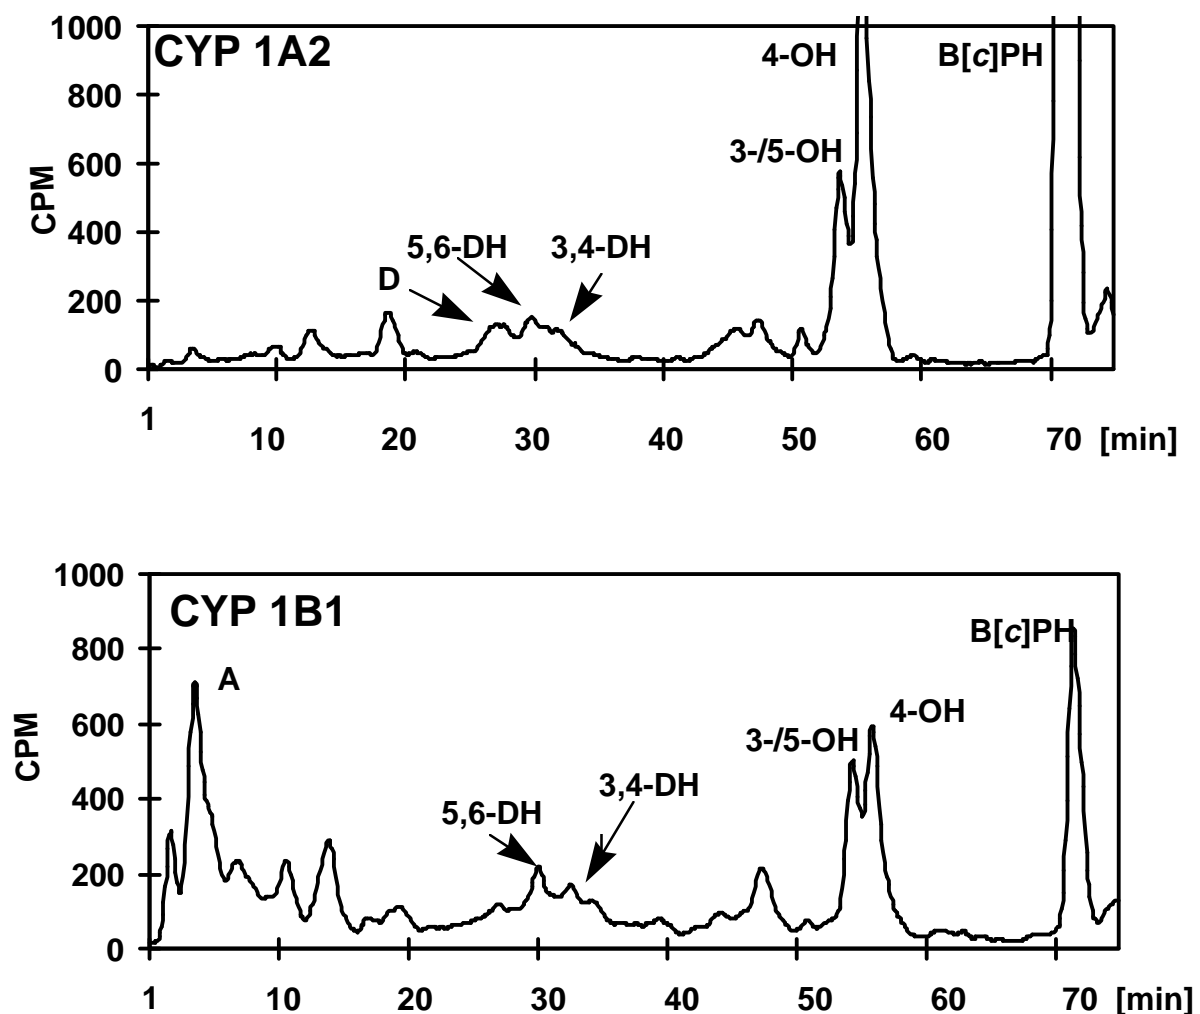 1000
CYP 1A2
4-OH
B[c]PH
800
3-/5-OH
600
CPM
400
5,6-DH
3,4-DH
D
200
0
1 10 20 30 40 50 60 70 [min]
1000
CYP 1B1
B[c]PH
800
A
4-OH
600
3-/5-OH
CPM
3,4-DH
400
5,6-DH
200
0
1 10 20 30 40 50 60 70 [min]